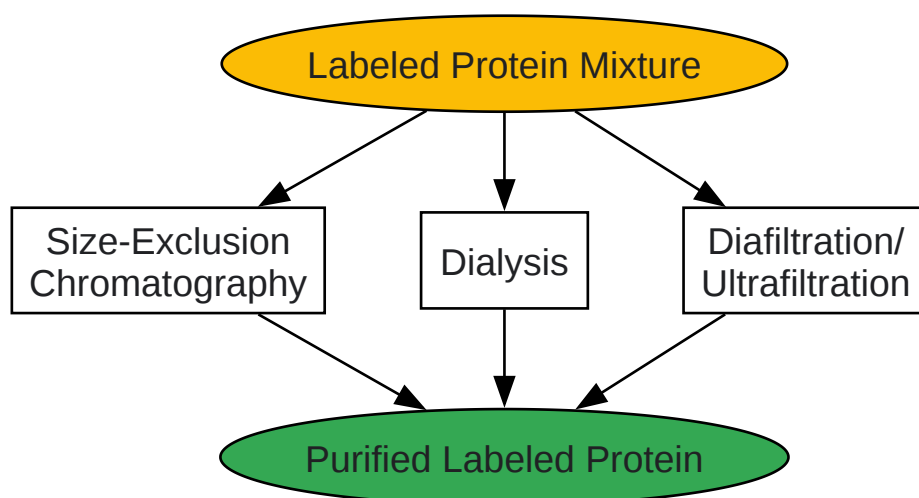 Labeled Protein Mixture
Size-Exclusion
Chromatography
Dialysis
Diafiltration/
Ultrafiltration
Purified Labeled Protein